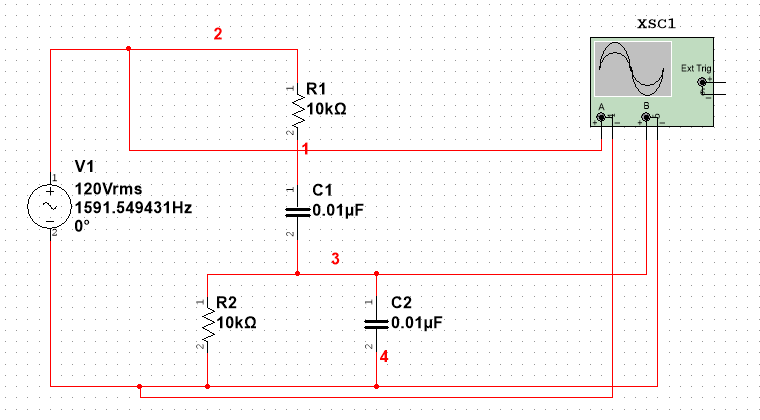 XSC1
2
Ext Trig
+
−
R1
10kΩ
1
2
A
B
+
−
+
−
1
V1
120Vrms
1591.549431Hz
0°
1
+
−
2
C1
0.01µF
1
2
3
R2
10kΩ
1
2
C2
0.01µF
1
2
4